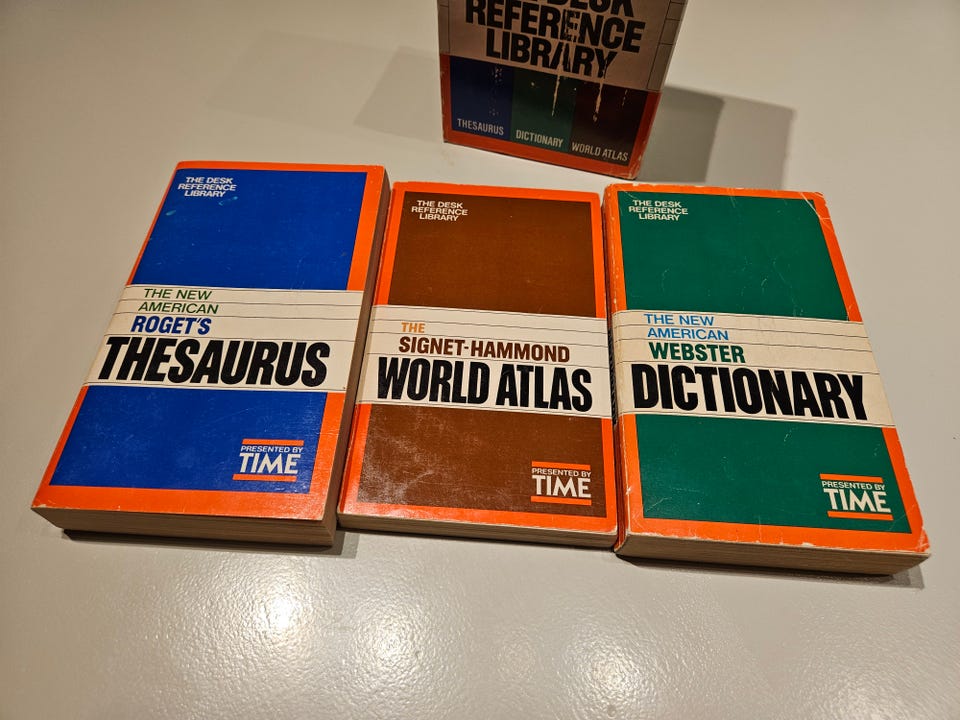 THE DESK
REFERENCE
LIBRARY
THESAURUS
DICTIONARY
WORLD ATLAS
THE DESK
REFERENCE
LIBRARY
THE NEW
AMERICAN
ROGET'S
THESAURUS
PRESENTED BY
TIME
THE DESK
REFERENCE
LIBRARY
THE
SIGNET-HAMMOND
WORLD ATLAS
PRESENTED BY
TIME
THE DESK
REFERENCE
LIBRARY
THE NEW
AMERICAN
WEBSTER
DICTIONARY
PRESENTED BY
TIME